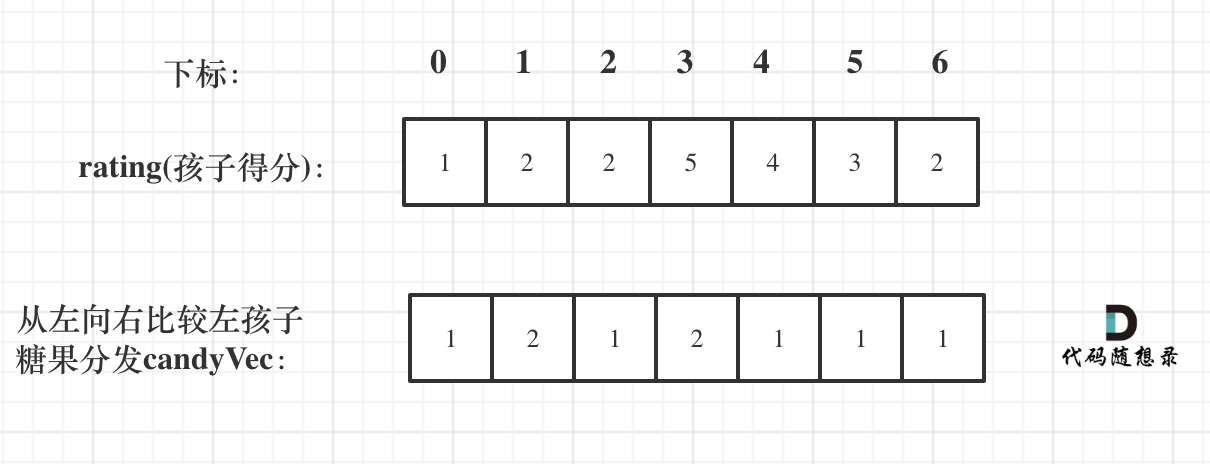 下标: 0 1 2 3 4 5 6
rating(孩子得分): 1 2 2 5 4 3 2
从左向右比较左孩子
糖果分发candyVec: 1 2 1 2 1 1 1
D
代码随想录